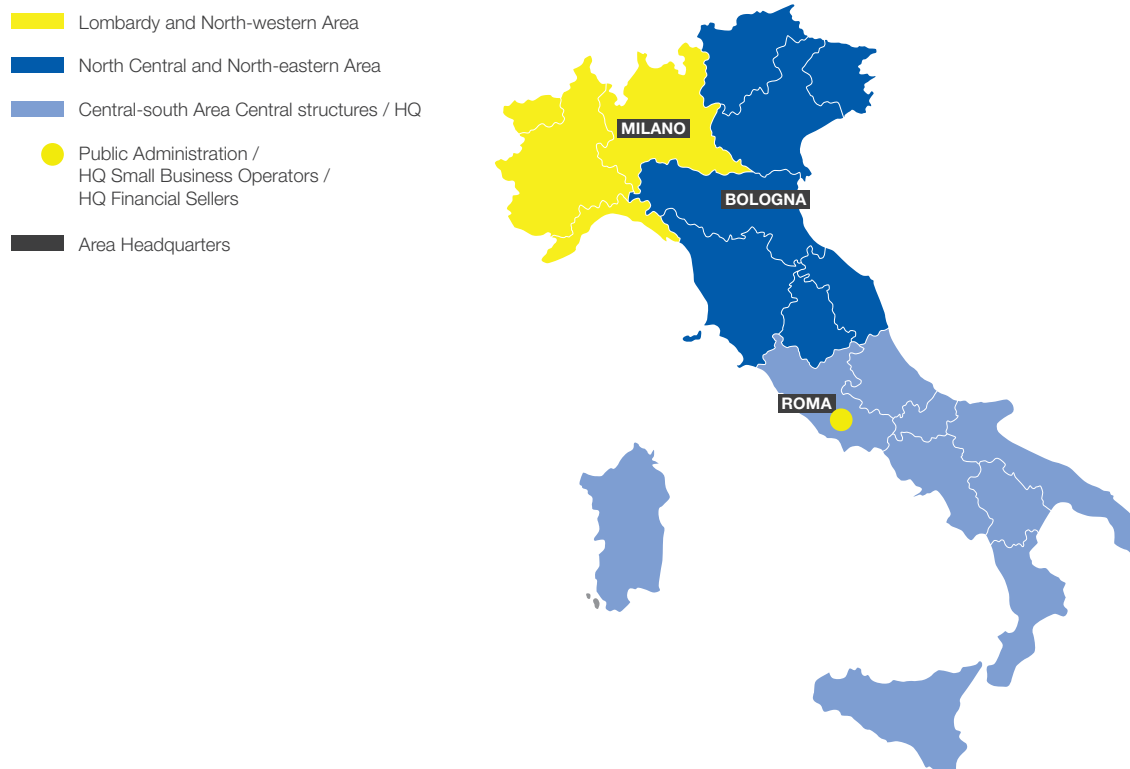 Lombardy and North-western Area
North Central and North-eastern Area
Central-south Area Central structures / HQ
Public Administration /
HQ Small Business Operators /
HQ Financial Sellers
Area Headquarters
MILANO
BOLOGNA
ROMA